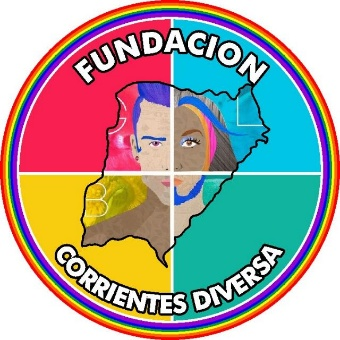 FUNDACION
G L
B
CORRIENTES DIVERSA